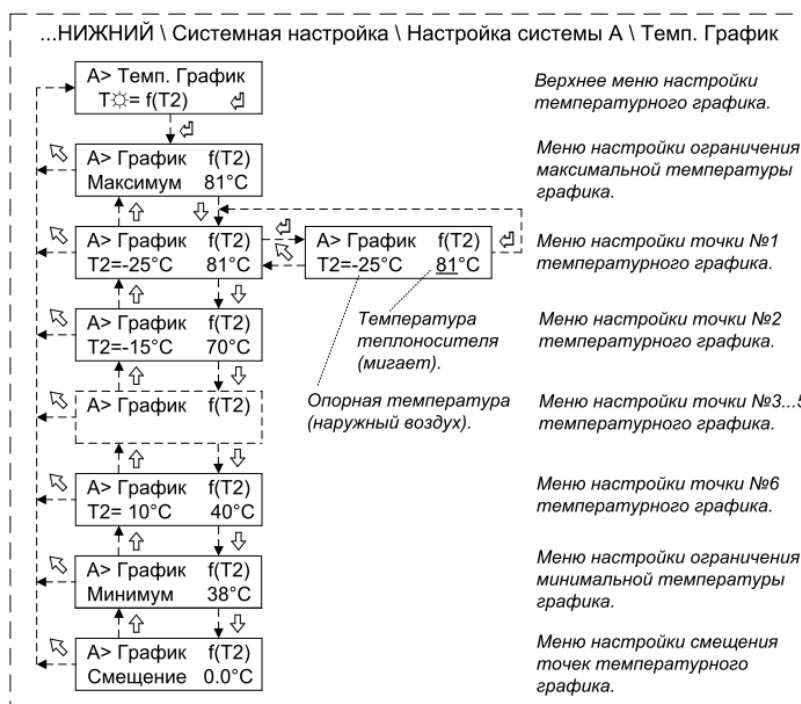 ...НИЖНИЙ \ Системная настройка \ Настройка системы А \ Темп. График
А> Темп. График
T☼= f(T2)
Верхнее меню настройки
температурного графика.
А> График f(T2)
Максимум 81°C
Меню настройки ограничения
максимальной температуры
графика.
А> График f(T2)
T2=-25°C 81°C
А> График f(T2)
T2=-25°C 81°C
Меню настройки точки №1
температурного графика.
А> График f(T2)
T2=-15°C 70°C
Температура
теплоносителя
(мигает).
Меню настройки точки №2
температурного графика.
А> График f(T2)
Опорная температура
(наружный воздух).
Меню настройки точки №3...5
температурного графика.
А> График f(T2)
T2= 10°C 40°C
Меню настройки точки №6
температурного графика.
А> График f(T2)
Минимум 38°C
Меню настройки ограничения
минимальной температуры
графика.
А> График f(T2)
Смещение 0.0°C
Меню настройки смещения
точек температурного
графика.